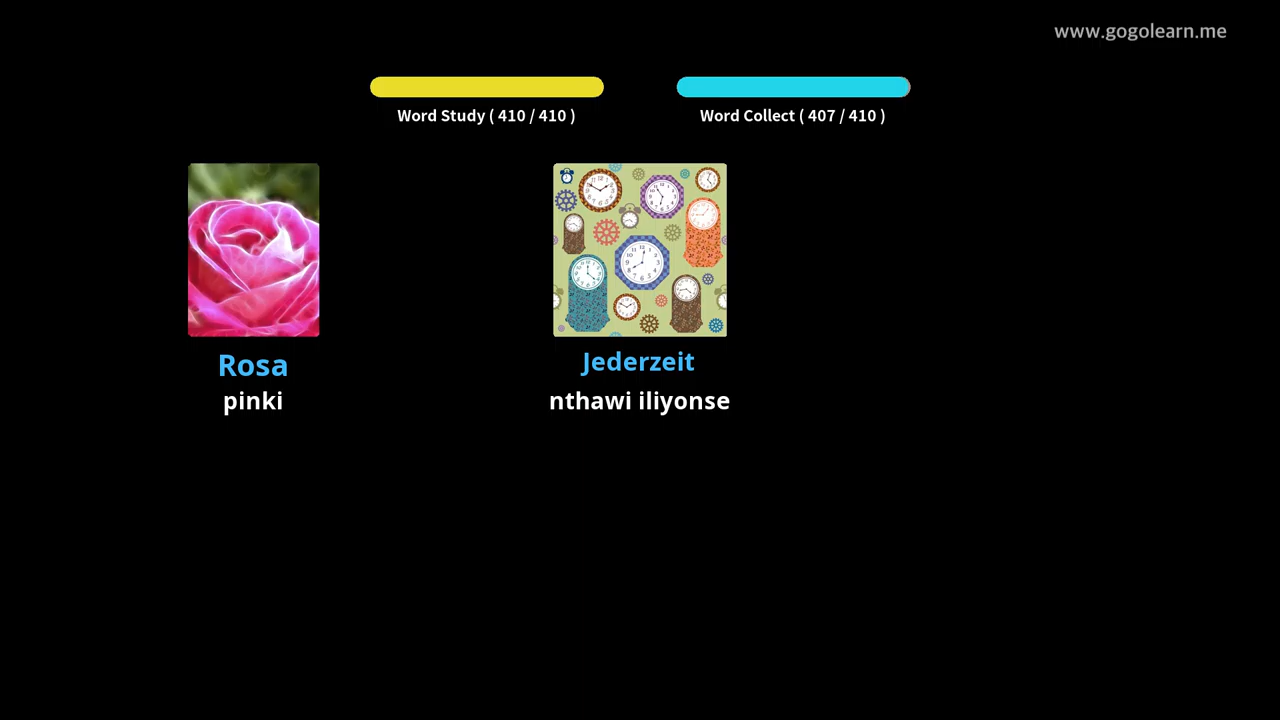 www.gogolearn.me
Word Study ( 410 / 410 )
Word Collect ( 407 / 410 )
Rosa
pinki
Jederzeit
nthawi iliyonse